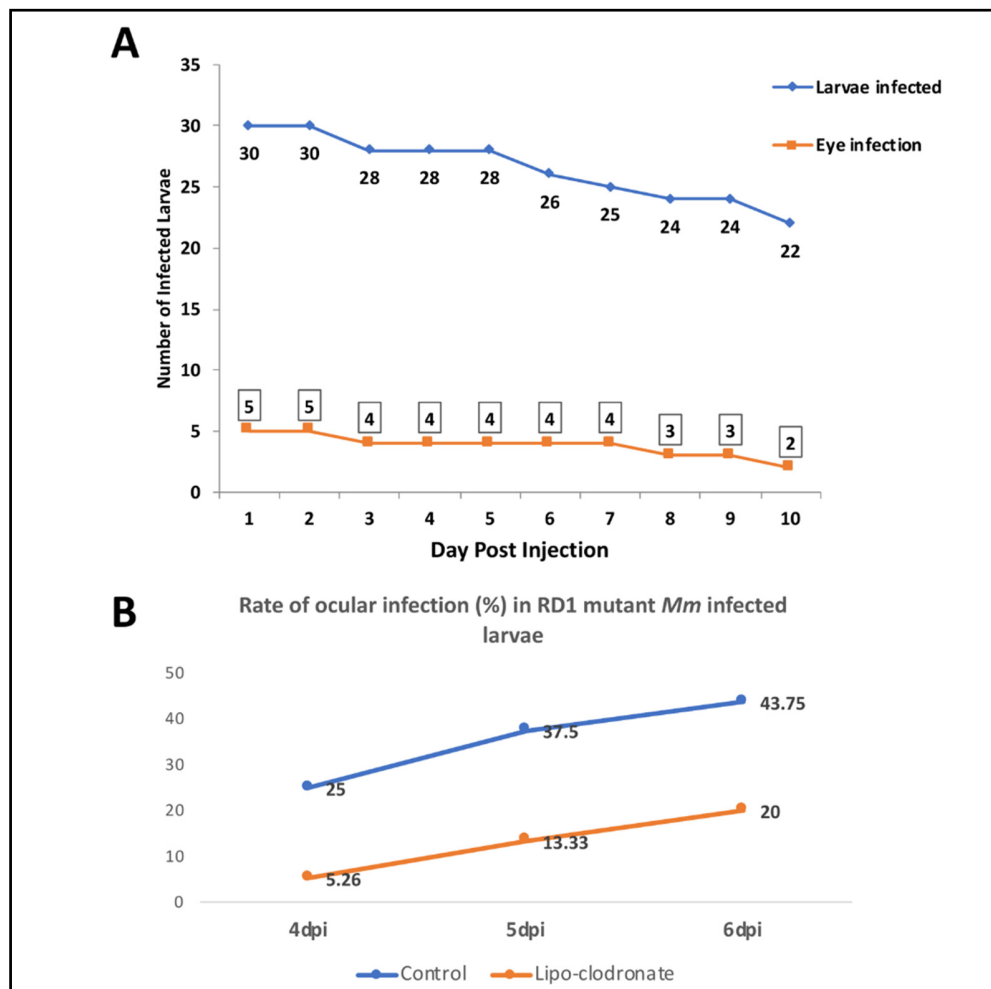 A
35
30
25
20
15
10
5
0
Number of Infected Larvae
Larvae infected
Eye infection
30 30 28 28 28 26 25 24 24 22
5 5 4 4 4 4 4 3 3 2
1 2 3 4 5 6 7 8 9 10
Day Post Injection
B
Rate of ocular infection (%) in RD1 mutant Mm infected
larvae
50
40
30
20
10
0
25 37.5 43.75
5.26 13.33 20
4dpi 5dpi 6dpi
Control Lipo-clodronate